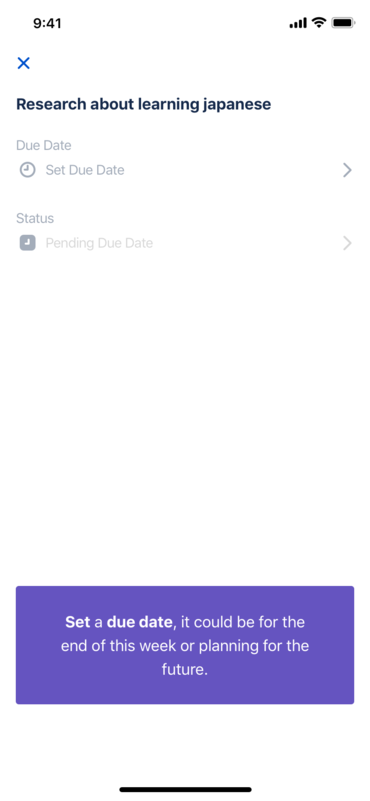 9:41
Research about learning japanese
Due Date
Set Due Date
Status
Pending Due Date
Set a due date, it could be for the
end of this week or planning for the
future.